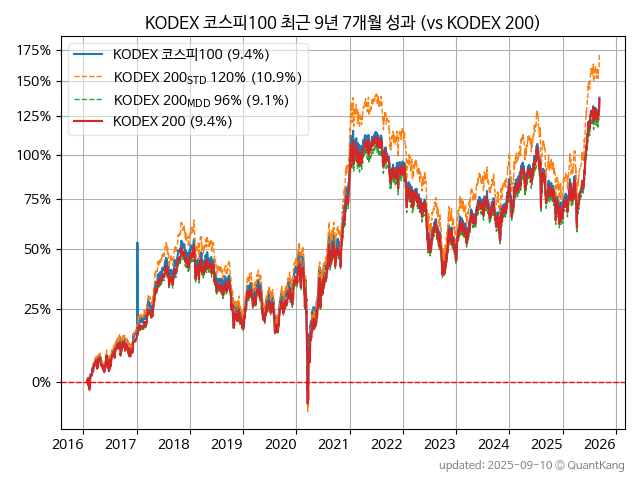 KODEX 코스피100 최근 9년 7개월 성과 (vs KODEX 200)
175%
150%
125%
100%
75%
50%
25%
0%
KODEX 코스피100 (9.4%)
KODEX 200STD 120% (10.9%)
KODEX 200MDD 96% (9.1%)
KODEX 200 (9.4%)
2016 2017 2018 2019 2020 2021 2022 2023 2024 2025 2026
updated: 2025-09-10 © QuantKang